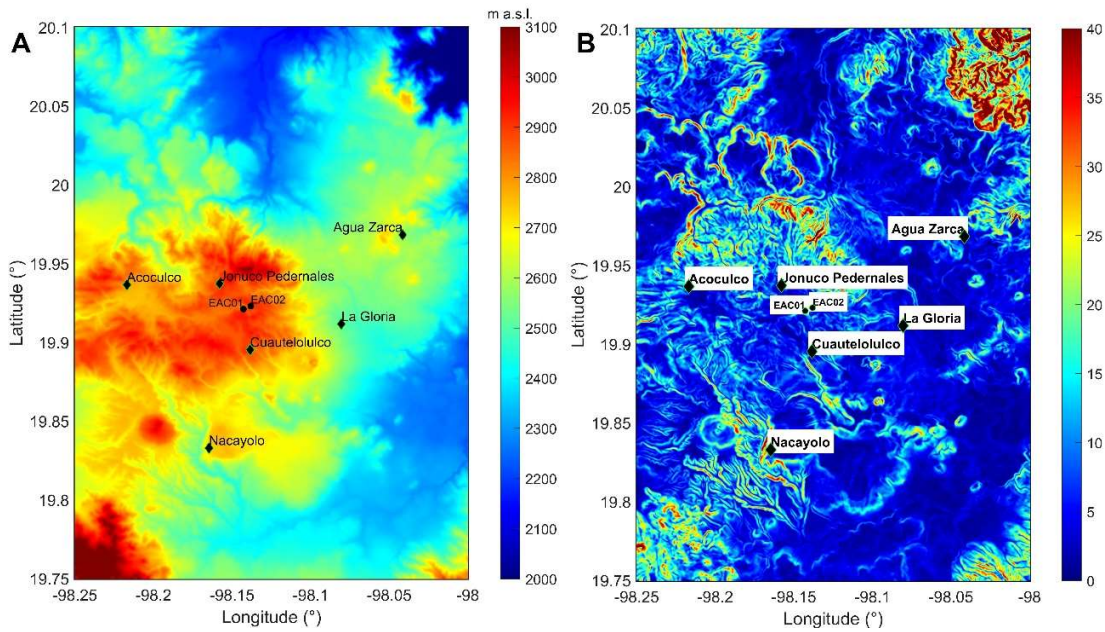 A
m a.s.l.
20.1
20.05
20
19.95
19.9
19.85
19.8
19.75
Latitude (°)
-98.25
-98.2
-98.15
-98.1
-98.05
-98
Longitude (°)
Agua Zarca
Acoculco
Jonuco Pedernales
EAC01
EAC02
La Gloria
Cuautelolulco
Nacayolo
3100
3000
2900
2800
2700
2600
2500
2400
2300
2200
2100
2000
B
20.1
20.05
20
19.95
19.9
19.85
19.8
19.75
Latitude (°)
-98.25
-98.2
-98.15
-98.1
-98.05
-98
Longitude (°)
Agua Zarca
Acoculco
Jonuco Pedernales
EAC01
EAC02
La Gloria
Cuautelolulco
Nacayolo
40
35
30
25
20
15
10
5
0